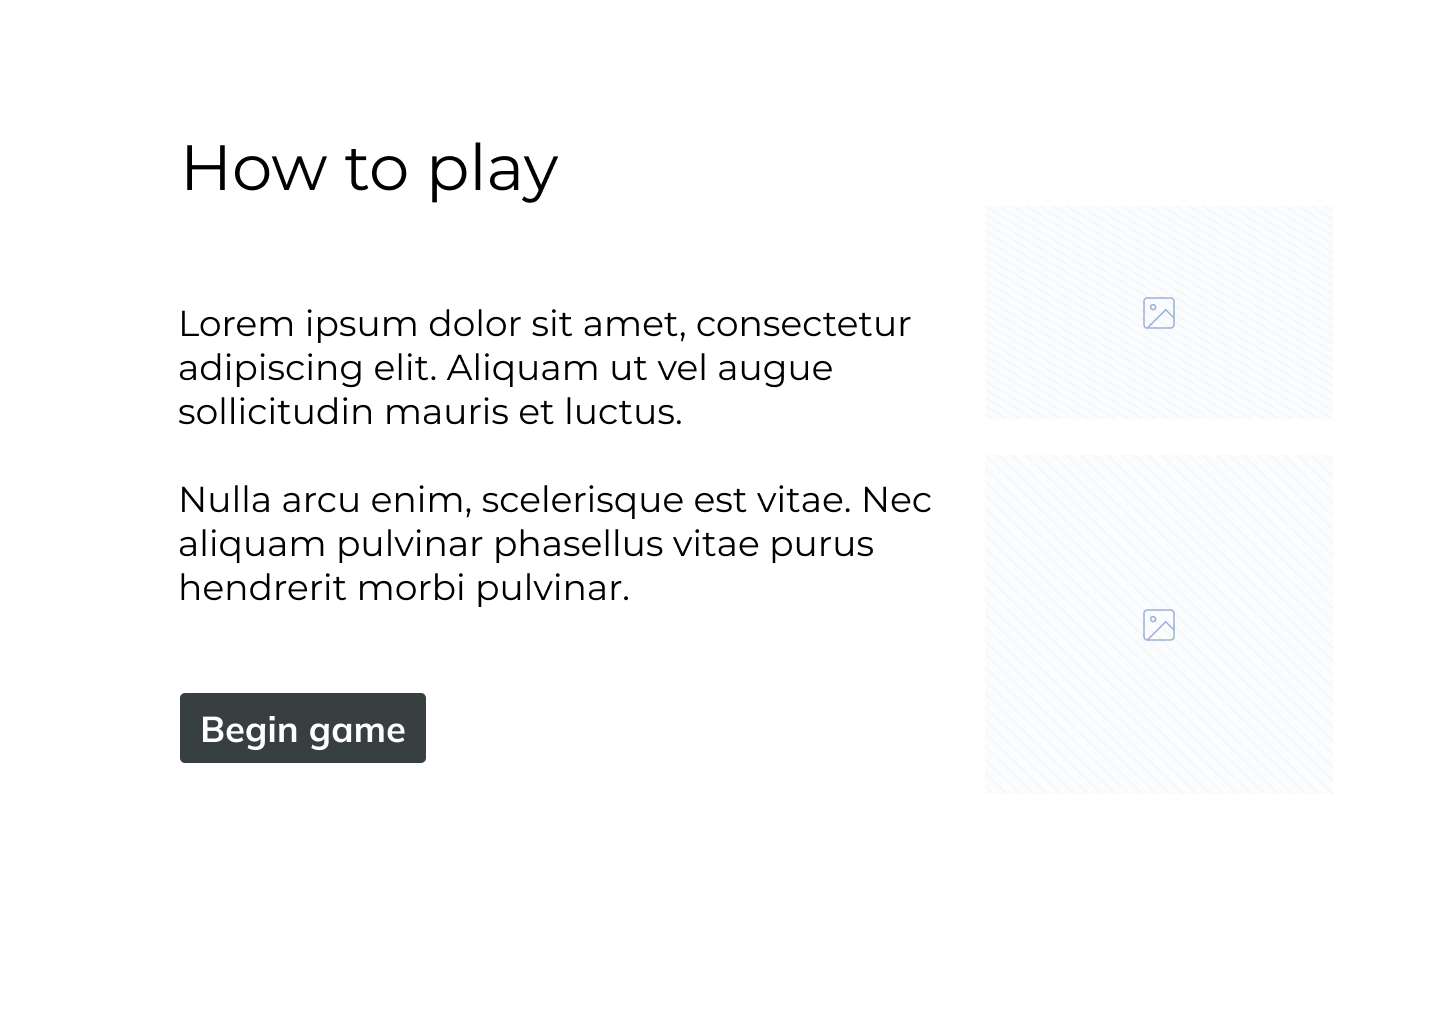 How to play
Lorem ipsum dolor sit amet, consectetur
adipiscing elit. Aliquam ut vel augue
sollicitudin mauris et luctus.
Nulla arcu enim, scelerisque est vitae. Nec
aliquam pulvinar phasellus vitae purus
hendrerit morbi pulvinar.
Begin game